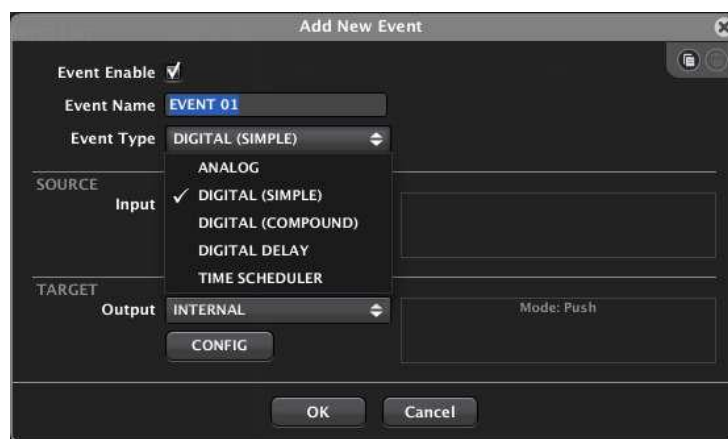 Add New Event
Event Enable
Event Name EVENT 01
Event Type DIGITAL (SIMPLE)
ANALOG
DIGITAL (SIMPLE)
DIGITAL (COMPOUND)
DIGITAL DELAY
TIME SCHEDULER
SOURCE
Input
TARGET
Output INTERNAL
Mode: Push
CONFIG
OK Cancel